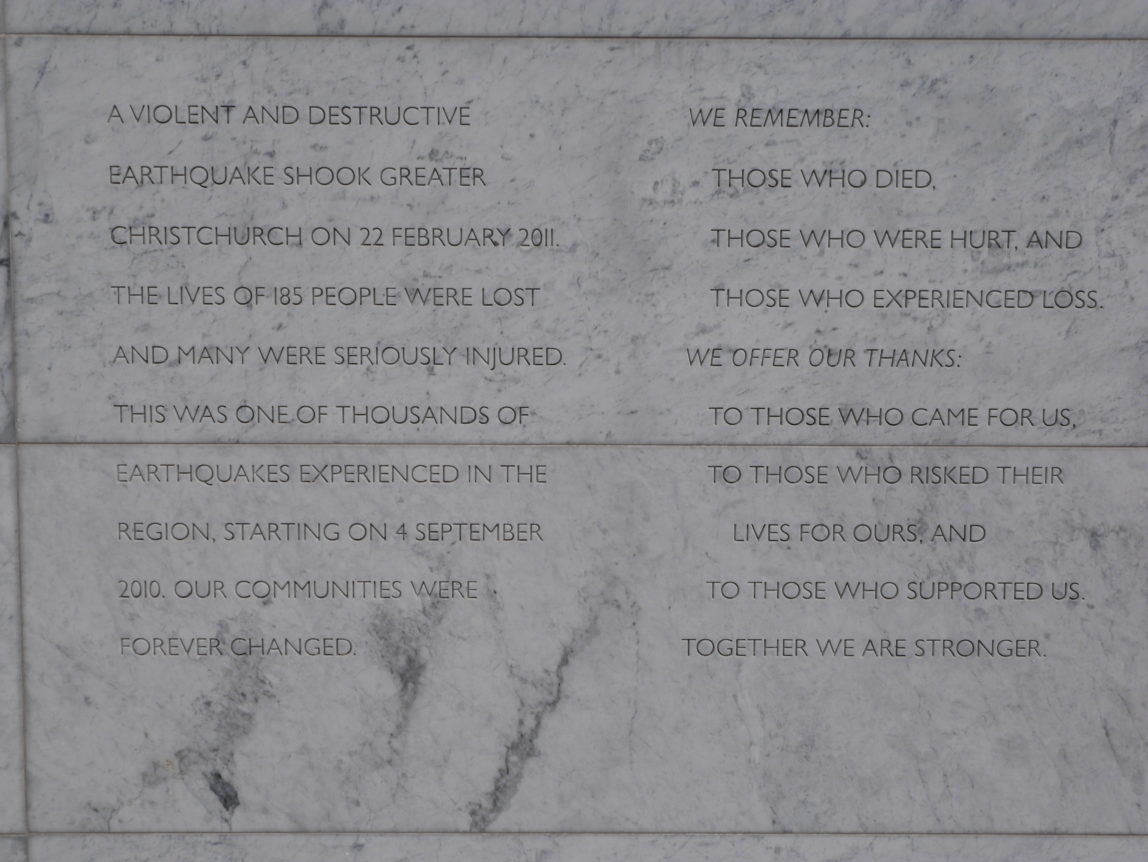 A VIOLENT AND DESTRUCTIVE
EARTHQUAKE SHOOK GREATER
CHRISTCHURCH ON 22 FEBRUARY 2011.
THE LIVES OF 185 PEOPLE WERE LOST
AND MANY WERE SERIOUSLY INJURED.
THIS WAS ONE OF THOUSANDS OF
EARTHQUAKES EXPERIENCED IN THE
REGION, STARTING ON 4 SEPTEMBER
2010. OUR COMMUNITIES WERE
FOREVER CHANGED.
WE REMEMBER:
THOSE WHO DIED,
THOSE WHO WERE HURT, AND
THOSE WHO EXPERIENCED LOSS.
WE OFFER OUR THANKS:
TO THOSE WHO CAME FOR US,
TO THOSE WHO RISKED THEIR
LIVES FOR OURS, AND
TO THOSE WHO SUPPORTED US.
TOGETHER WE ARE STRONGER.